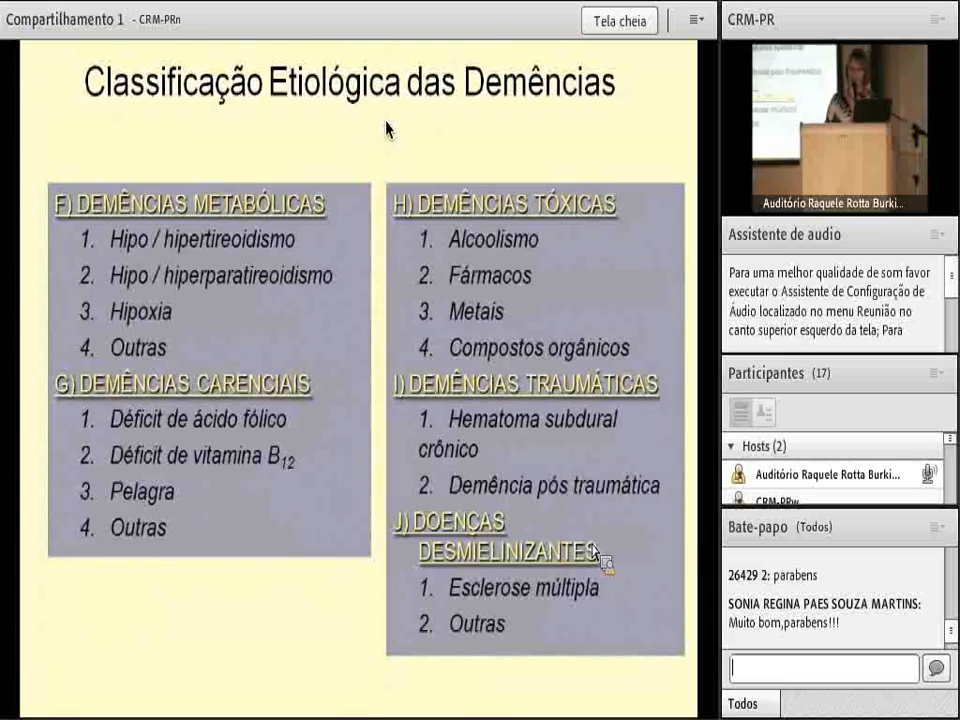 Compartilhamento 1 - CRM-PRn
Tela cheia
Classificação Etiológica das Demências
F) DEMÊNCIAS METABÓLICAS
1. Hipo / hipertireoidismo
2. Hipo / hiperparatireoidismo
3. Hipoxia
4. Outras
G) DEMÊNCIAS CARENCIAIS
1. Déficit de ácido fólico
2. Déficit de vitamina B12
3. Pelagra
4. Outras
H) DEMÊNCIAS TÓXICAS
1. Alcoolismo
2. Fármacos
3. Metais
4. Compostos orgânicos
I) DEMÊNCIAS TRAUMÁTICAS
1. Hematoma subdural
crônico
2. Demência pós traumática
J) DOENÇAS
DESMIELINIZANTES
1. Esclerose múltipla
2. Outras
CRM-PR
Auditório Raquele Rotta Burki...
Assistente de audio
Para uma melhor qualidade de som favor
executar o Assistente de Configuração de
Áudio localizado no menu Reunião no
canto superior esquerdo da tela; Para
Participantes (17)
Hosts (2)
Auditório Raquele Rotta Burki...
CRM-PRw
Bate-papo (Todos)
26429 2: parabens
SONIA REGINA PAES SOUZA MARTINS:
Muito bom,parabens!!!
Todos